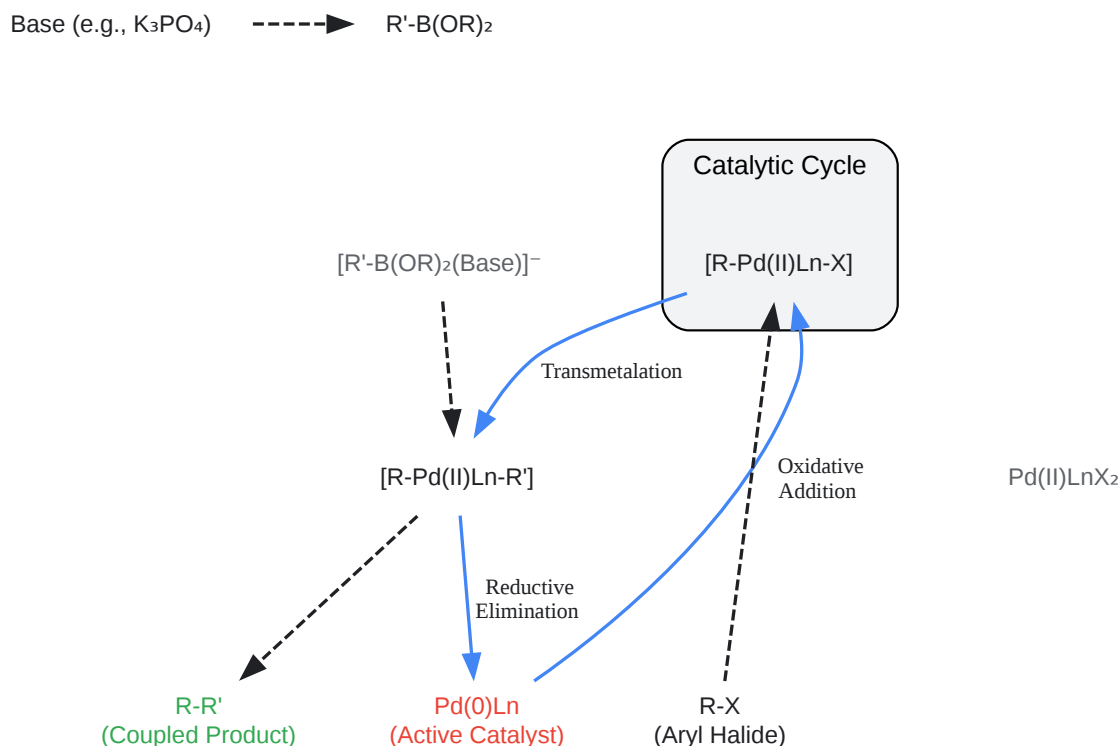 Base (e.g., K₃PO₄) R'-B(OR)₂
Catalytic Cycle
[R'-B(OR)₂(Base)]⁻ [R-Pd(II)Ln-X]
Transmetalation
[R-Pd(II)Ln-R']
Oxidative
Addition
Pd(II)LnX₂
Reductive
Elimination
R-R'
(Coupled Product)
Pd(0)Ln
(Active Catalyst)
R-X
(Aryl Halide)